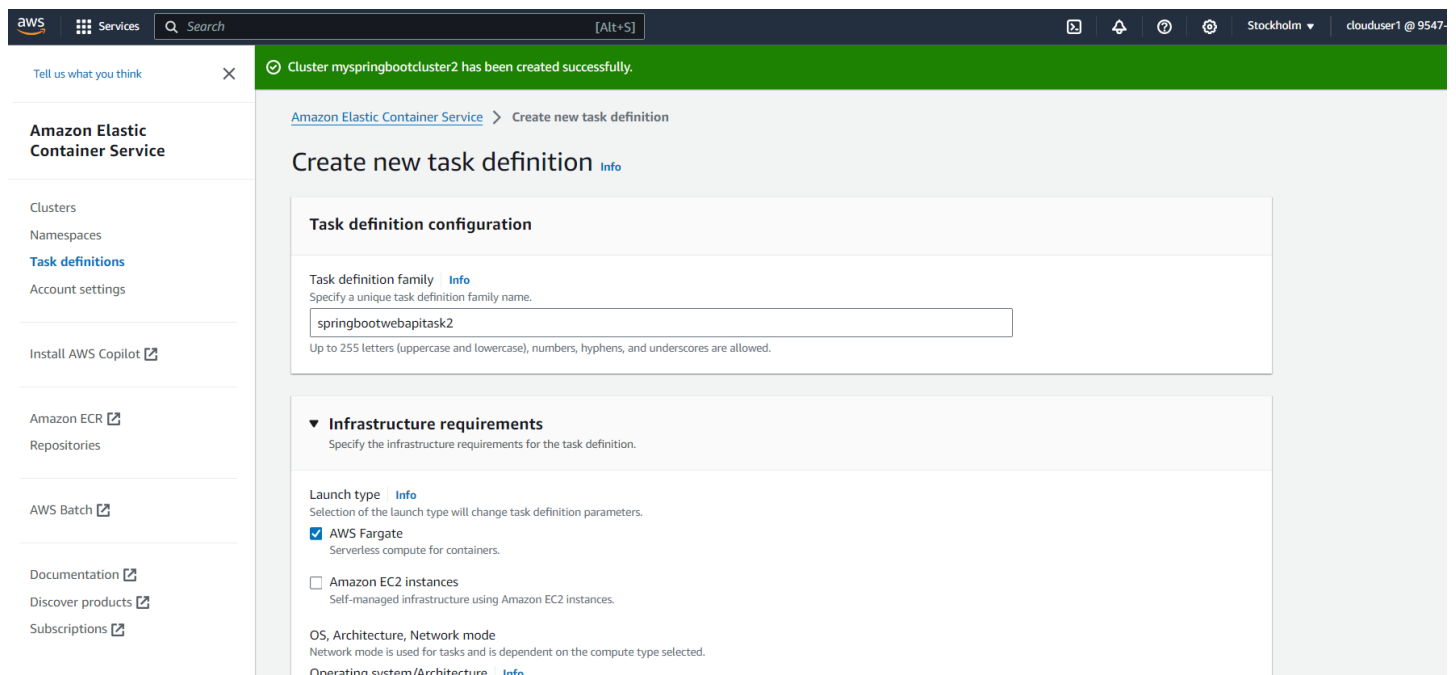 aws
Services
Search
[Alt+S]
Stockholm
clouduser1 @ 9547-
Tell us what you think
Cluster myspringbootcluster2 has been created successfully.
Amazon Elastic
Container Service
Clusters
Namespaces
Task definitions
Account settings
Install AWS Copilot
Amazon ECR
Repositories
AWS Batch
Documentation
Discover products
Subscriptions
Amazon Elastic Container Service > Create new task definition
Create new task definition Info
Task definition configuration
Task definition family Info
Specify a unique task definition family name.
springbootwebapitask2
Up to 255 letters (uppercase and lowercase), numbers, hyphens, and underscores are allowed.
Infrastructure requirements
Specify the infrastructure requirements for the task definition.
Launch type Info
Selection of the launch type will change task definition parameters.
AWS Fargate
Serverless compute for containers.
Amazon EC2 instances
Self-managed infrastructure using Amazon EC2 instances.
OS, Architecture, Network mode
Network mode is used for tasks and is dependent on the compute type selected.
Operating system/Architecture Info